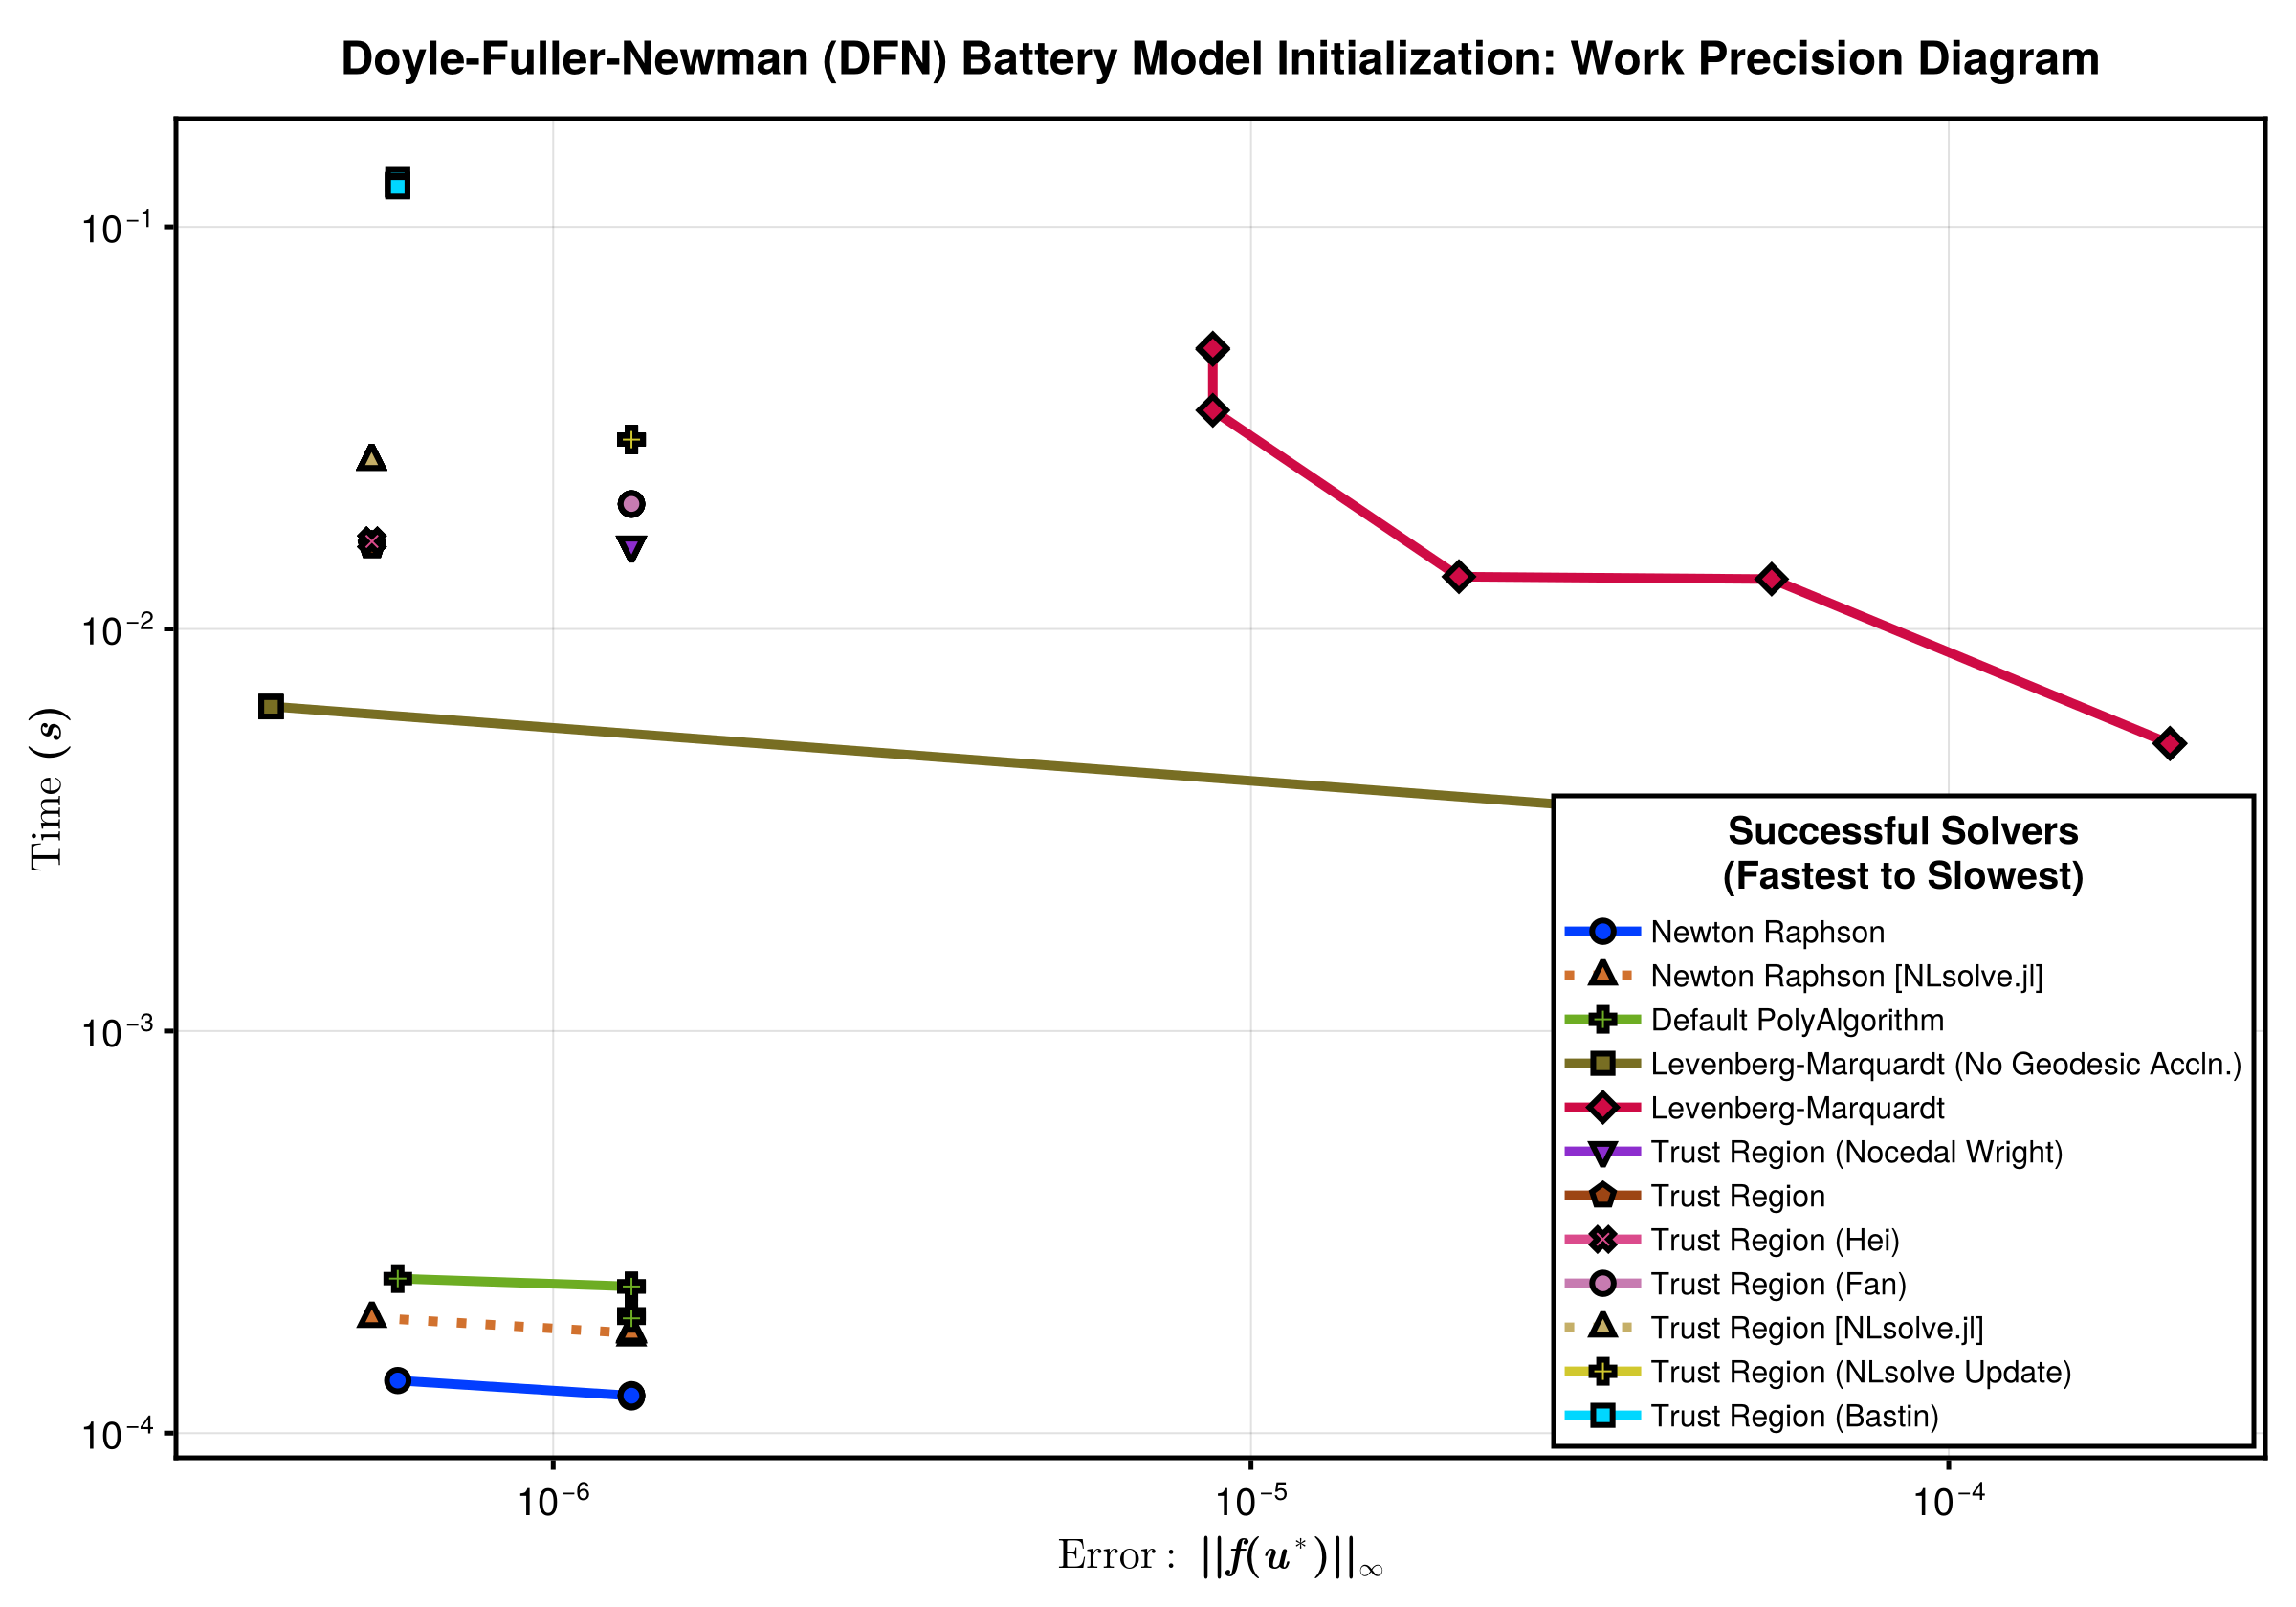 Doyle-Fuller-Newman (DFN) Battery Model Initialization: Work Precision Diagram
10⁻¹
10⁻²
10⁻³
10⁻⁴
Time (s)
10⁻⁶
10⁻⁵
10⁻⁴
Error: ||f(u*)||∞
Successful Solvers
(Fastest to Slowest)
Newton Raphson
Newton Raphson [NLsolve.jl]
Default PolyAlgorithm
Levenberg-Marquardt (No Geodesic Accln.)
Levenberg-Marquardt
Trust Region (Nocedal Wright)
Trust Region
Trust Region (Hei)
Trust Region (Fan)
Trust Region [NLsolve.jl]
Trust Region (NLsolve Update)
Trust Region (Bastin)